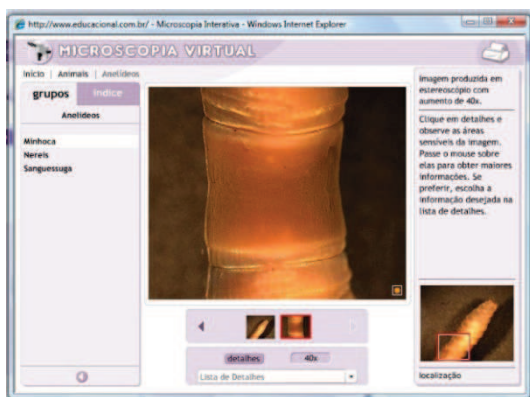 http://www.educacional.com.br/ - Microscopia Interativa - Windows Internet Explorer
MICROSCOPIA VIRTUAL
Início | Animais | Anelídeos
grupos
índice
Anelídeos
Minhoca
Nereis
Sanguessuga
detalhes
40x
Lista de Detalhes
Imagem produzida em
estereoscópio com
aumento de 40x.
Clique em detalhes e
observe as áreas
sensíveis da imagem.
Passe o mouse sobre
elas para obter maiores
informações. Se
preferir, escolha a
informação desejada na
lista de detalhes.
localização